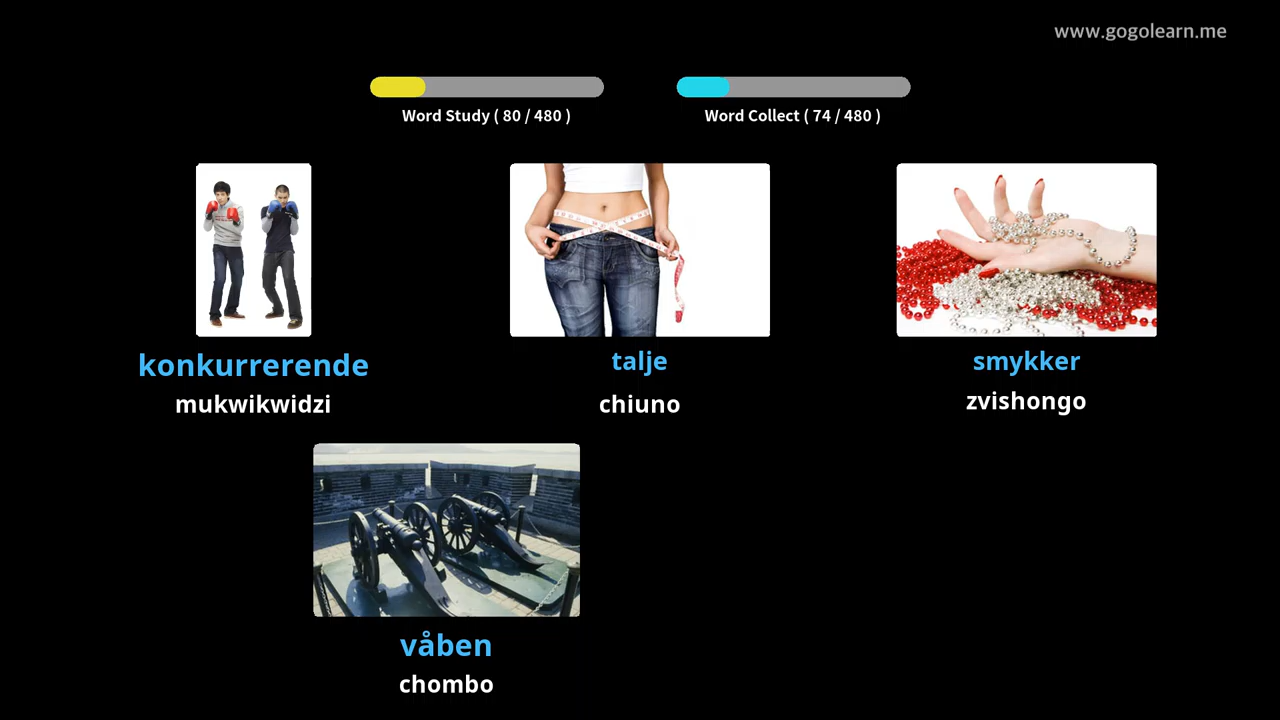 www.gogolearn.me
Word Study ( 80 / 480 )
Word Collect ( 74 / 480 )
konkurrerende
mukwikwidzi
talje
chiuno
smykker
zvishongo
våben
chombo